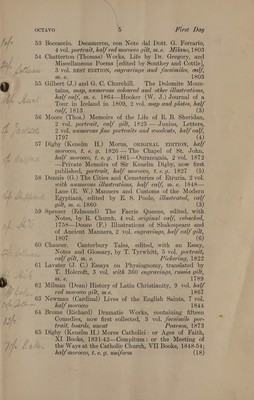 OCTAVO 5 First Day
53 Boccaccio. Decameron, con Note dal Dott. G. Ferrario,
4 vol. portrait, half red morocco gilt, m. e. Milano, 1803
54 Chatterton (Thomas) Works, Life by Dr. Gregory, and
Miscellaneous Poems [edited by Southey and Cottle],
3 vol. BEST EDITION, engravings and facsimiles, calf,
m. e. 1803
55 Gilbert (J.) and G. C. Churchill. The Dolomite Moun-
tains, map, numerous coloured and other illustrations,
half calf, m. e. 1864—Hooker (W. J.) Journal of a
Tour in Iceland in 1809, 2 vol. map and plates, half
calf, 1813 (3)
56 Moore (Thos.) Memoirs of the Life of R. B. Sheridan,
2 vol. portrait, calf gilt, 1825—Junius, Letters,
2 vol. numerous fine portraits and woodcuts, half calf,
1797 (4)
57 Digby (Kenelm H.) Morus, ORIGINAL EDITION, half
morocco, t. e. g. 1826—The Chapel of St. John,
half morocco, t. e. g. 1861—Ouranogaia, 2 vol. 1872
—Private Memoirs of Sir Kenelm Digby, now first
published, portrait, half morocco, t. e. g. 1827 (5)
58 Dennis (G.) The Cities and Cemeteries of Etruria, 2 vol.
with numerous illustrations, half calf, m. e. 1848—
Lane (E. W.) Manners and Customs of the Modern
Egyptians, edited by E. S. Poole, illustrated, calf
gilt, m. e. 1860 (3)
59 Spenser (Edmund) The Faerie Queene, edited, with
Notes, by R. Church, 4 vol. original calf, rebacked,
1758—Douce (F.) Illustrations of Shakespeare and
of Ancient Manners, 2 vol. engravings, half calf gilt,
1807 (6)
60 Chaucer. Canterbury Tales, edited, with an Essay,
Notes and Glossary, by T. Tyrwhitt, 5 vol. portrait,
calf gilt, m. e. Pickering, 1822
61 Lavater (J. C.) Essays on Physiognomy, translated by
T. Holcroft, 3 vol. with 360 engravings, russia gilt,
m. e. 1789
62 Milman (Dean) History of Latin Christianity, 9 vol. half
red morocco gilt, m. e. 1867
63 Newman (Cardinal) Lives of the English Saints, 7 vol.
half morocco 1844
64 Brome (Richard) Dramatic Works, containing fifteen
Comedies, now first collected, 3 vol. facsimile por-
trait, boards, uncut Pearson, 1873
65 Digby (Kenelm H.) Mores Catholici: or Ages of Faith,
XI Books, 1831-42—Compitum: or the Meeting of
the Ways at the Catholic Church, VII Books, 1848-54;
half morocco, t. e. g. uniform (18)